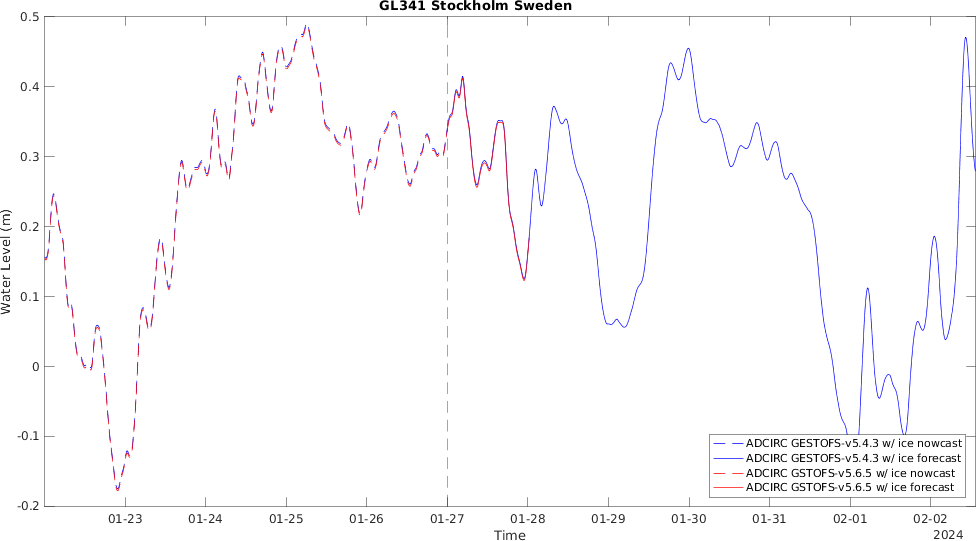 GL341 Stockholm Sweden
0.5
0.4
0.3
0.2
0.1
0
-0.1
-0.2
Water Level (m)
ADCIRC GESTOFS-v5.4.3 w/ ice nowcast
ADCIRC GESTOFS-v5.4.3 w/ ice forecast
ADCIRC GSTOFS-v5.6.5 w/ ice nowcast
ADCIRC GSTOFS-v5.6.5 w/ ice forecast
01-23 01-24 01-25 01-26 01-27 01-28 01-29 01-30 01-31 02-01 02-02
Time
2024